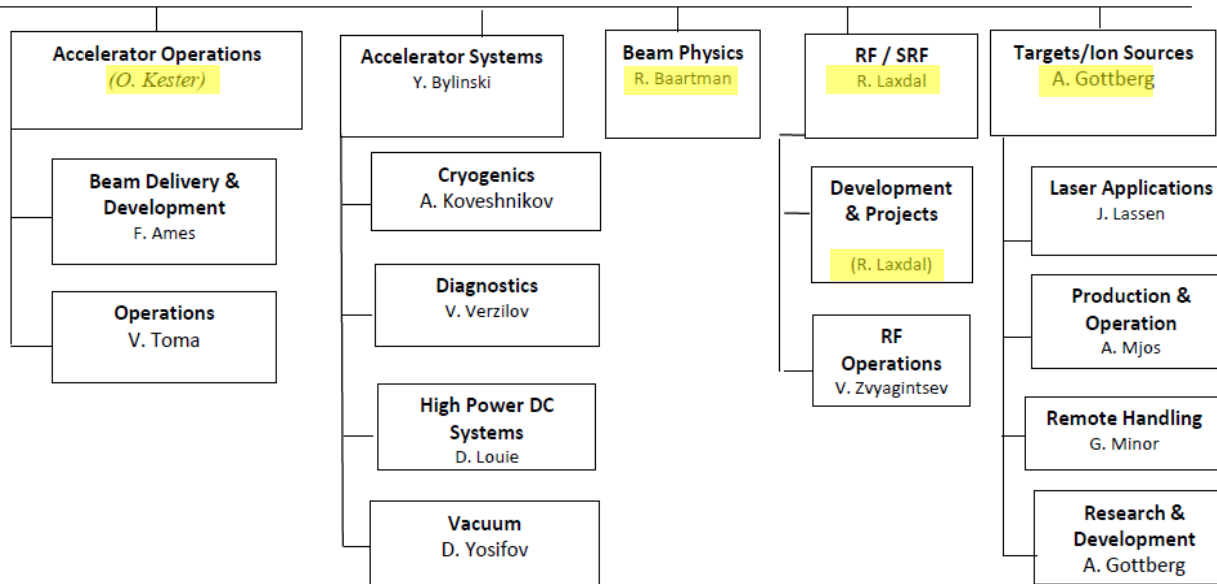 Accelerator Operations
(O. Kester)
Beam Delivery &
Development
F. Ames
Operations
V. Toma
Accelerator Systems
Y. Bylinski
Cryogenics
A. Koveshnikov
Diagnostics
V. Verzilov
High Power DC
Systems
D. Louie
Vacuum
D. Yosifov
Beam Physics
R. Baartman
RF / SRF
R. Laxdal
Development
& Projects
(R. Laxdal)
RF
Operations
V. Zvyagintsev
Targets/Ion Sources
A. Gottberg
Laser Applications
J. Lassen
Production &
Operation
A. Mjos
Remote Handling
G. Minor
Research &
Development
A. Gottberg